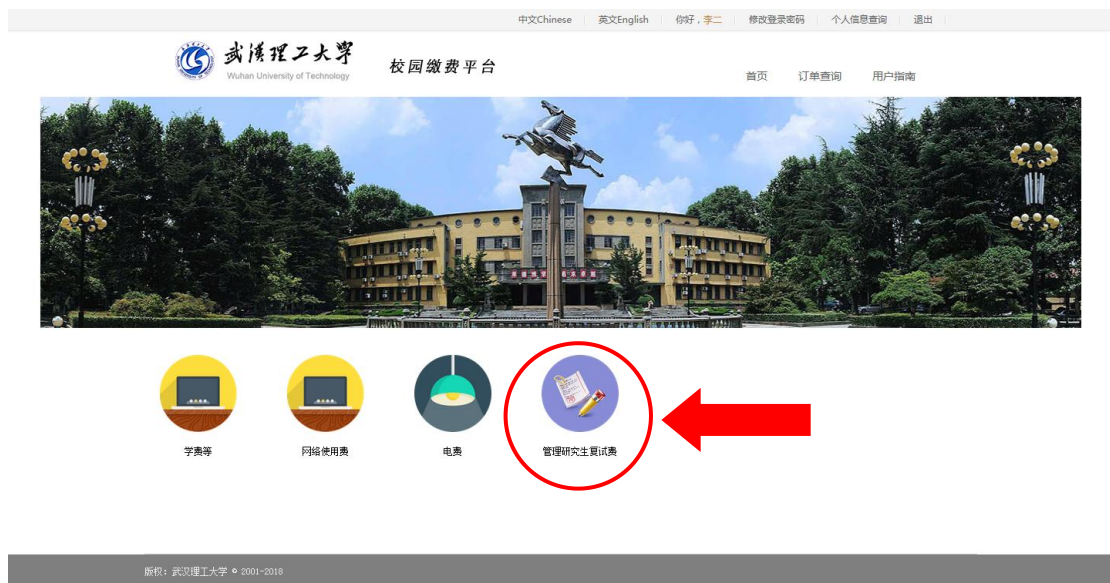 中文Chinese 英文English 你好，李二 修改登录密码 个人信息查询 退出
武汉理工大学
Wuhan University of Technology
校园缴费平台
首页 订单查询 用户指南
学费等 网络使用费 电费 管理研究生复试费
版权：武汉理工大学 © 2001-2018